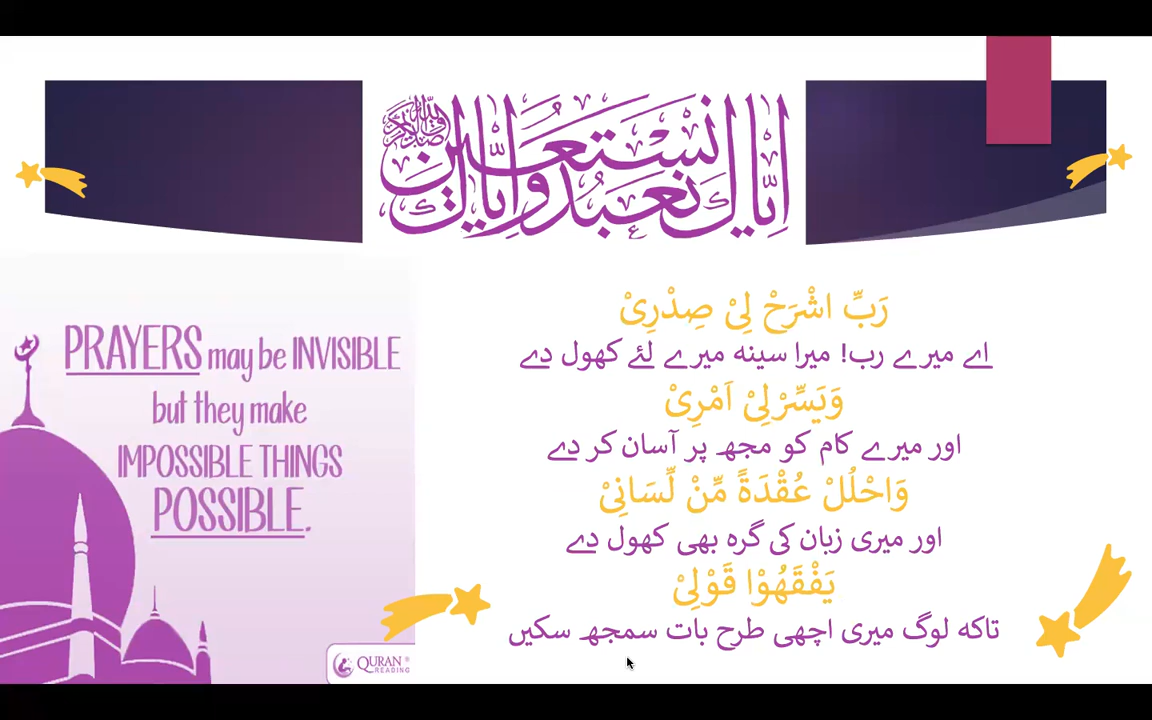 اِیَّاكَ نَعْبُدُ وَاِیَّاكَ نَسْتَعِیْن
PRAYERS may be INVISIBLE
but they make
IMPOSSIBLE THINGS
POSSIBLE.
QURAN ®
READING
رَبِّ اشْرَحْ لِیْ صِدْرِیْ
اے میرے رب! میرا سینہ میرے لئے کھول دے
وَیَسِّرْلِیْ اَمْرِیْ
اور میرے کام کو مجھ پر آسان کر دے
وَاحْلُلْ عُقْدَةً مِّنْ لِّسَانِیْ
اور میری زبان کی گرہ بھی کھول دے
یَفْقَهُوْا قَوْلِیْ
تاکہ لوگ میری اچھی طرح بات سمجھ سکیں